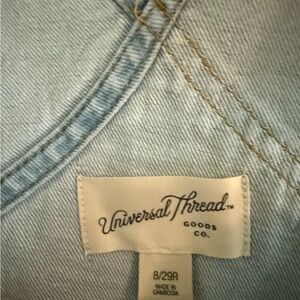 Universal Thread™
GOODS
CO.
8/29R
MADE IN
CAMBODIA